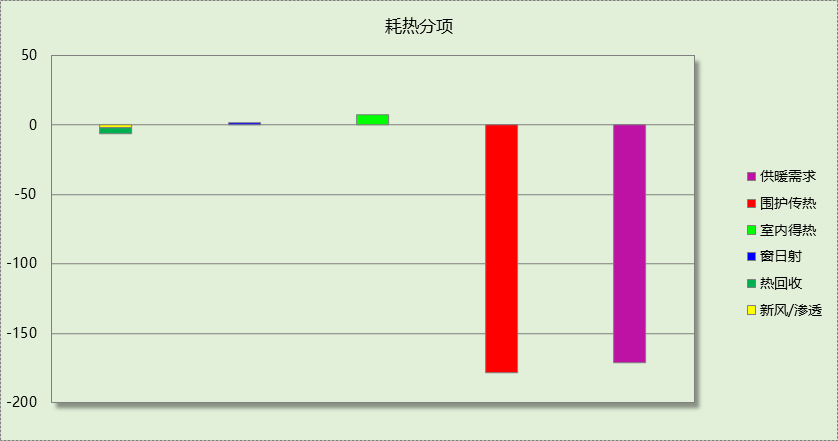 耗热分项
50
0
-50
-100
-150
-200
供暖需求
围护传热
室内得热
窗日射
热回收
新风/渗透